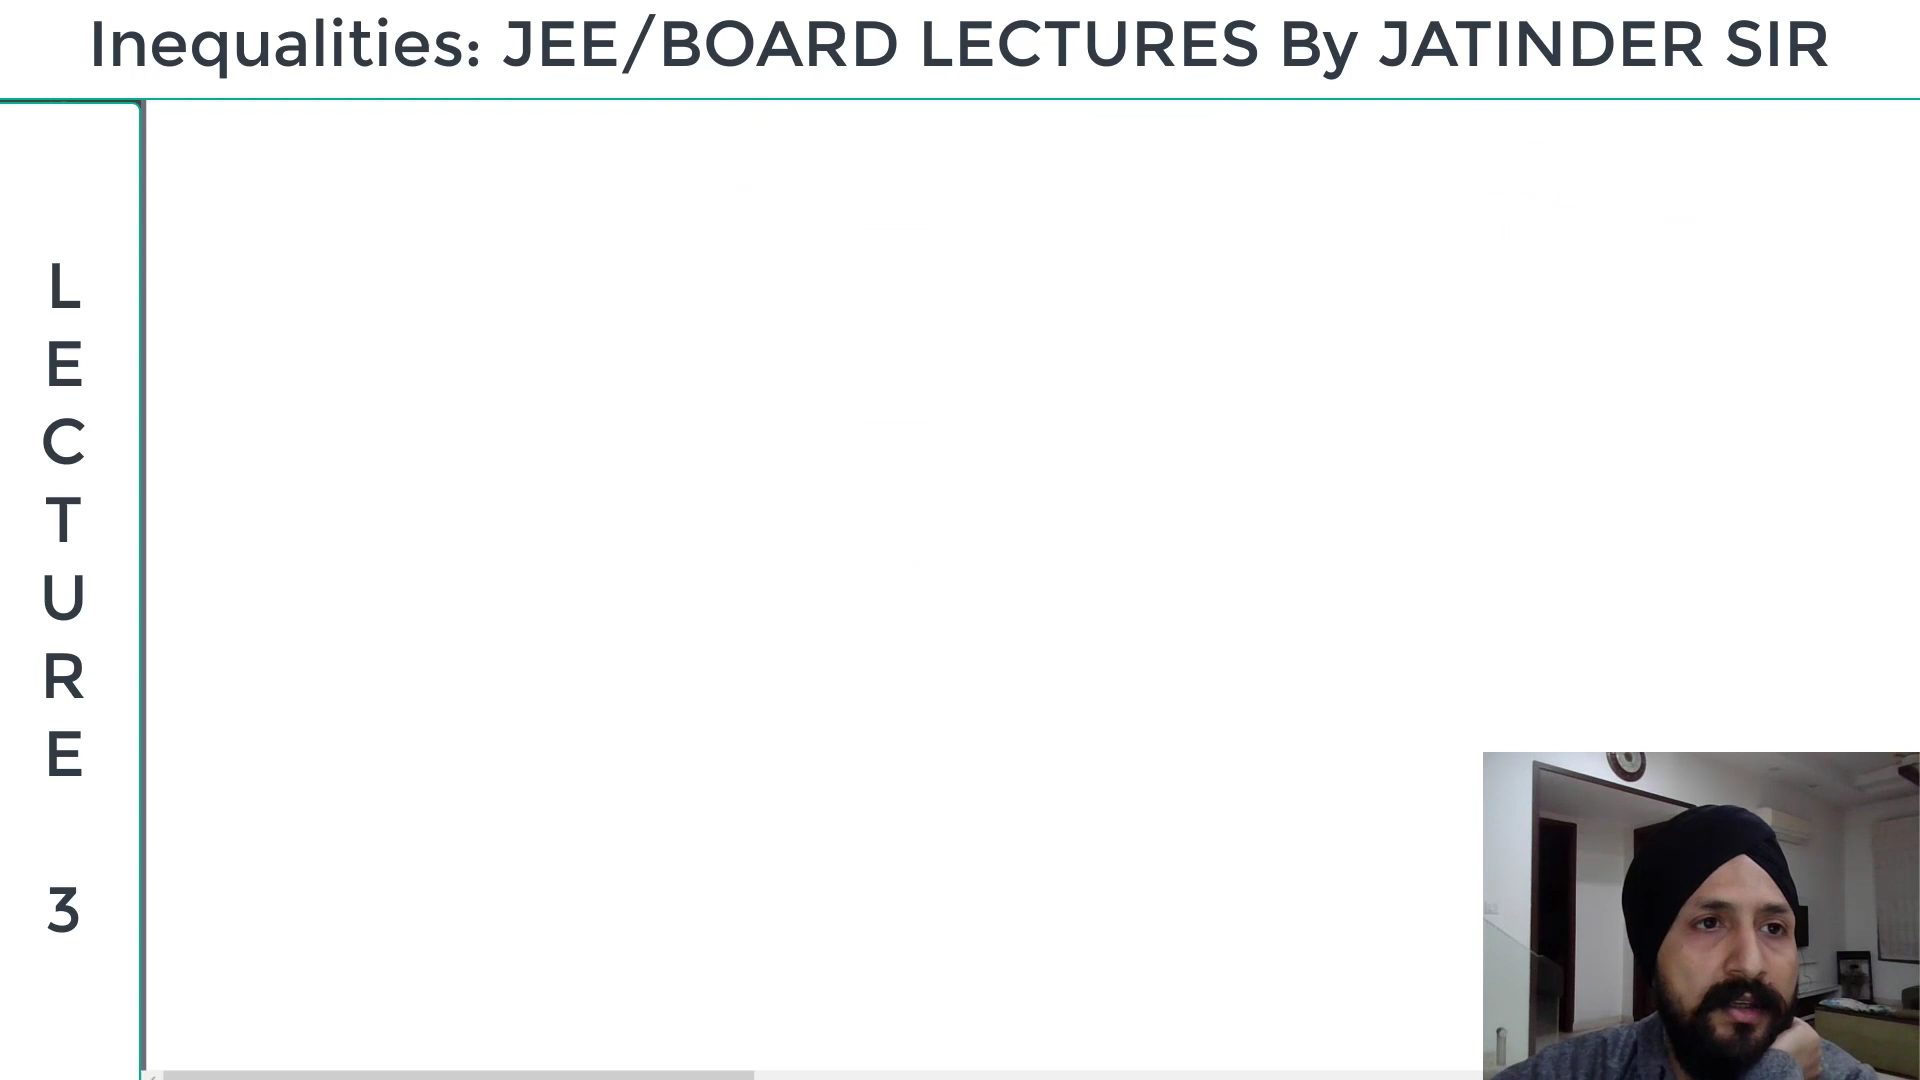 Inequalities: JEE/BOARD LECTURES By JATINDER SIR
L
E
C
T
U
R
E
3